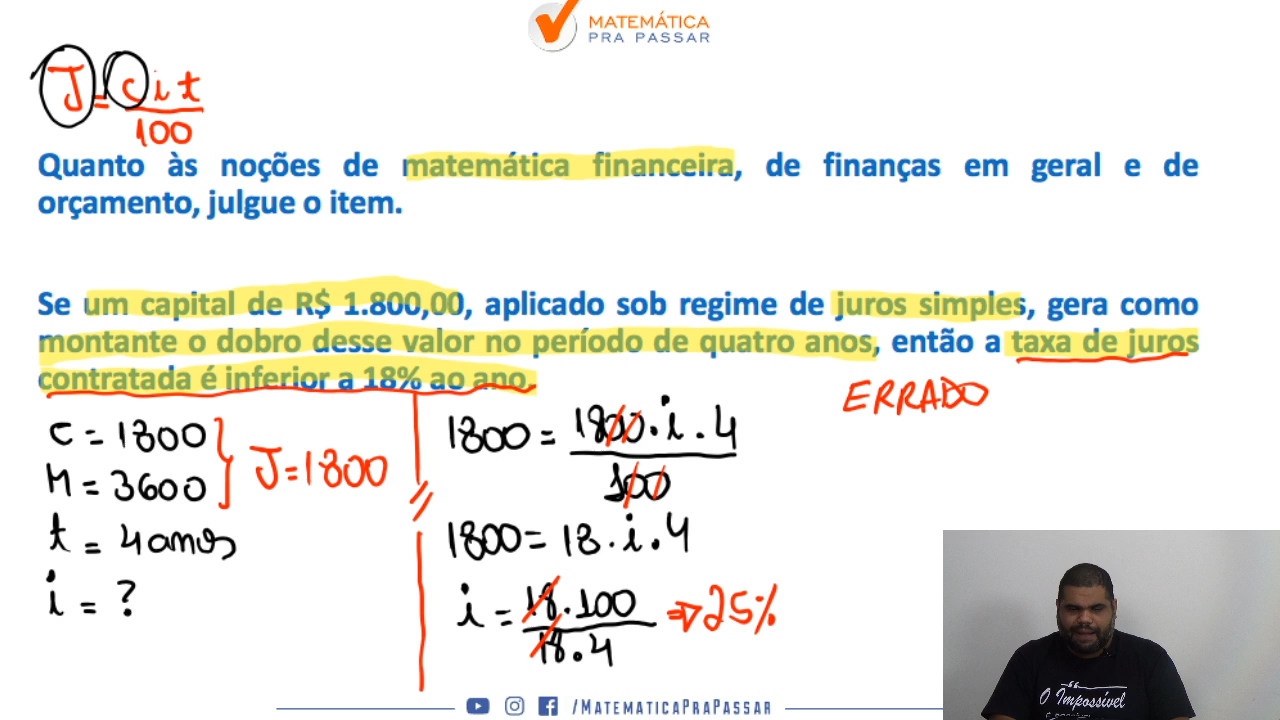 MATEMÁTICA
PRA PASSAR
J = c i t
100
Quanto às noções de matemática financeira, de finanças em geral e de
orçamento, julgue o item.
Se um capital de R$ 1.800,00, aplicado sob regime de juros simples, gera como
montante o dobro desse valor no período de quatro anos, então a taxa de juros
contratada é inferior a 18% ao ano.
ERRADO
C = 1800
M = 3600
J = 1800
t = 4 anos
i = ?
1800 = 1800 . i . 4
100
1800 = 18 . i . 4
i = 18 . 100 ⇒ 25%
18 . 4
/MATEMATICAPRAPASSAR
O Impossível